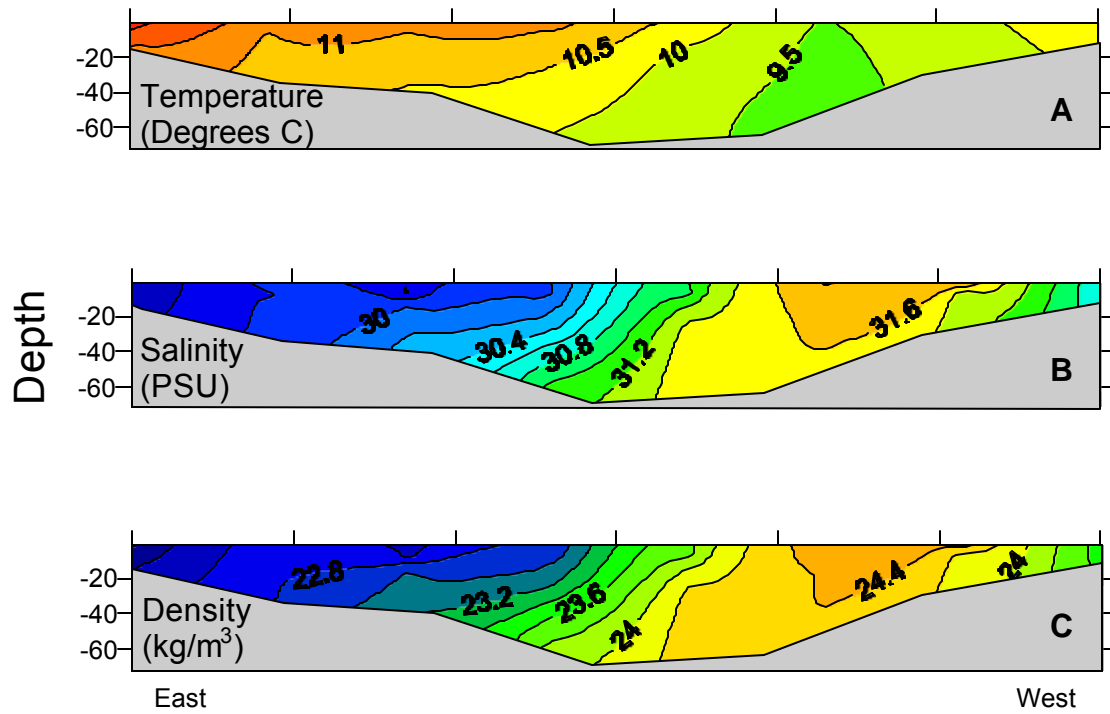 11
10.5
10
9.5
-20
-40
-60
Temperature
(Degrees C)
A
Depth
30
30.4
30.8
31.2
31.6
-20
-40
-60
Salinity
(PSU)
B
22.8
23.2
23.6
24
24.4
24
-20
-40
-60
Density
(kg/m³)
C
East
West